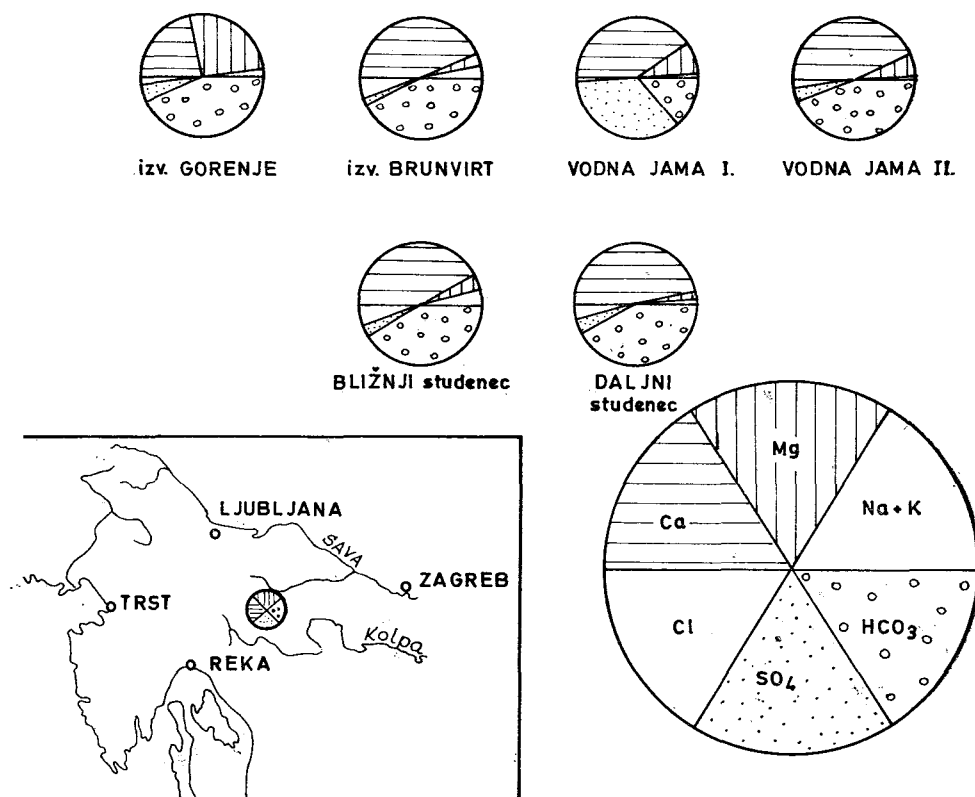 izv. GORENJE
izv. BRUNVIRT
VODNA JAMA I.
VODNA JAMA II.
BLIŽNJI studenec
DALJNI
studenec
LJUBLJANA
SAVA
ZAGREB
TRST
Kolpa
REKA
Mg
Ca
Na+K
Cl
HCO₃
SO₄